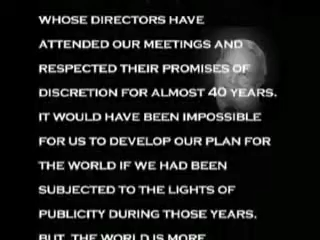 WHOSE DIRECTORS HAVE
ATTENDED OUR MEETINGS AND
RESPECTED THEIR PROMISES OF
DISCRETION FOR ALMOST 40 YEARS.
IT WOULD HAVE BEEN IMPOSSIBLE
FOR US TO DEVELOP OUR PLAN FOR
THE WORLD IF WE HAD BEEN
SUBJECTED TO THE LIGHTS OF
PUBLICITY DURING THOSE YEARS.
BUT, THE WORLD IS MORE